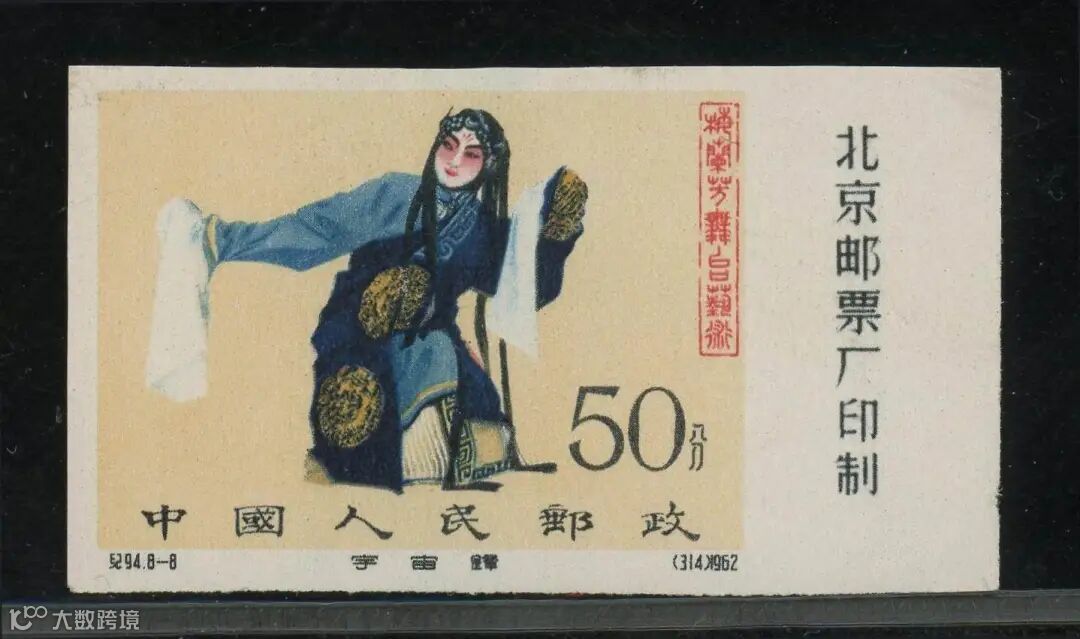 梅蘭芳舞台藝術
50分
中國人民郵政
纪94.8—8
宇宙鋒
(314)1962
北京邮票厂印制
大数跨境